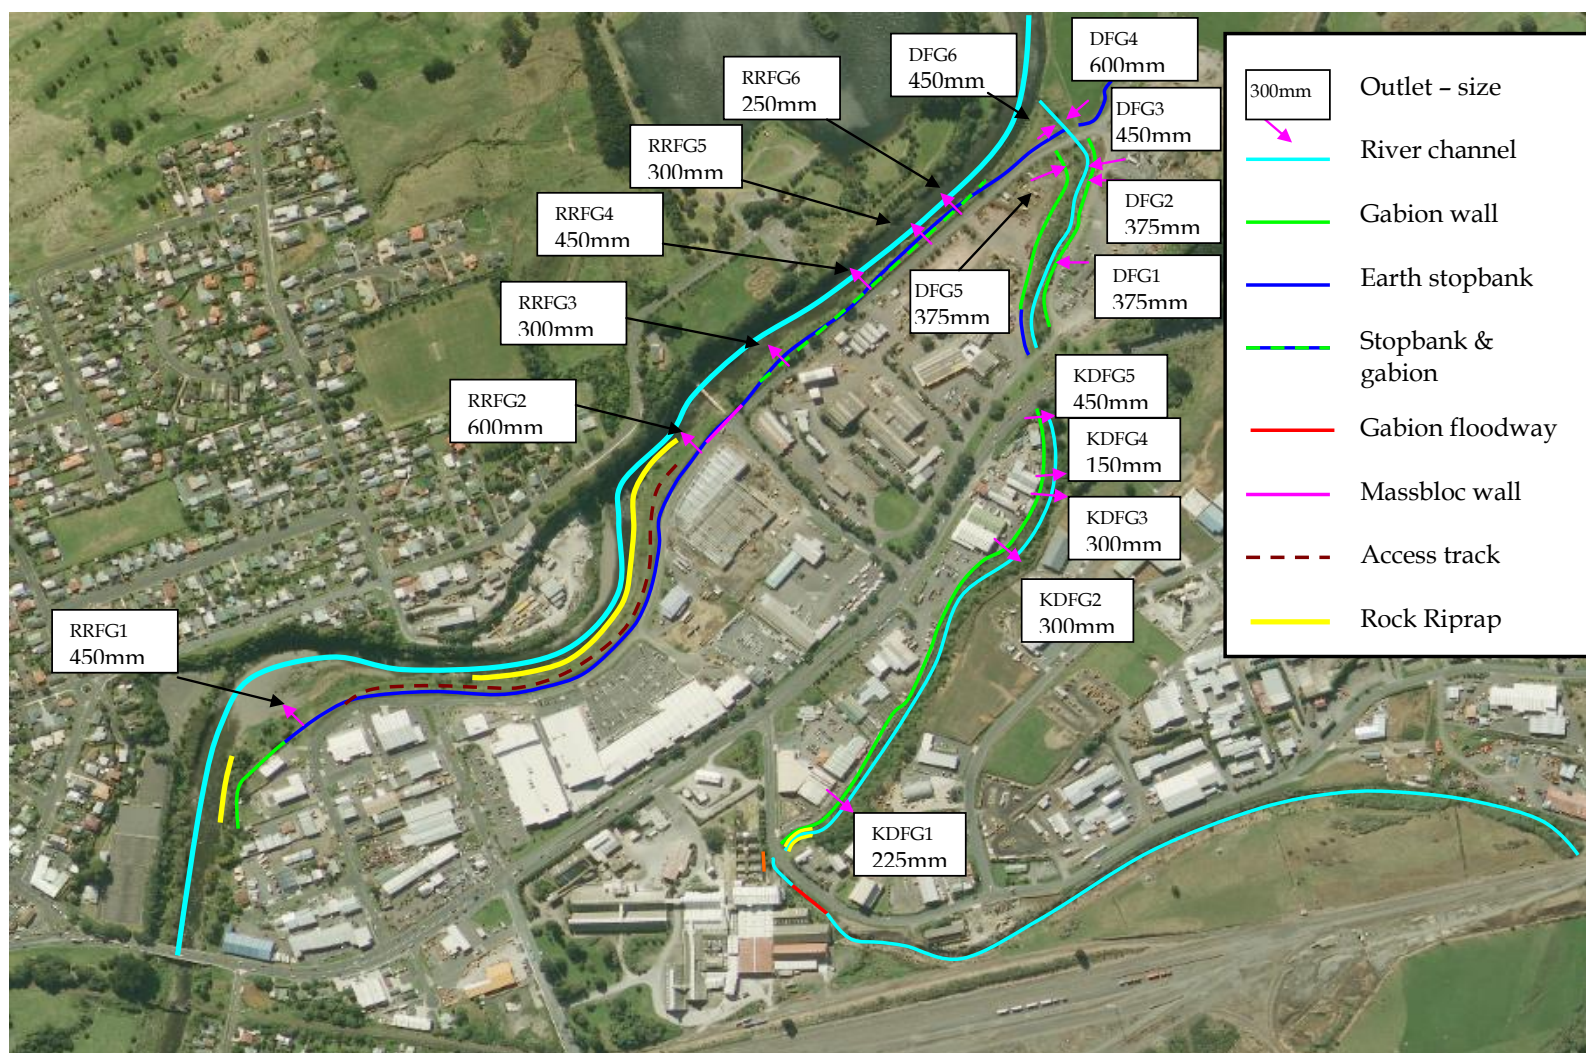 DFG6
450mm
DFG4
600mm
RRFG6
250mm
DFG3
450mm
RRFG5
300mm
DFG2
375mm
RRFG4
450mm
DFG1
375mm
DFG5
375mm
RRFG3
300mm
RRFG2
600mm
KDFG5
450mm
KDFG4
150mm
KDFG3
300mm
KDFG2
300mm
RRFG1
450mm
KDFG1
225mm
300mm
Outlet – size
River channel
Gabion wall
Earth stopbank
Stopbank &
gabion
Gabion floodway
Massbloc wall
Access track
Rock Riprap